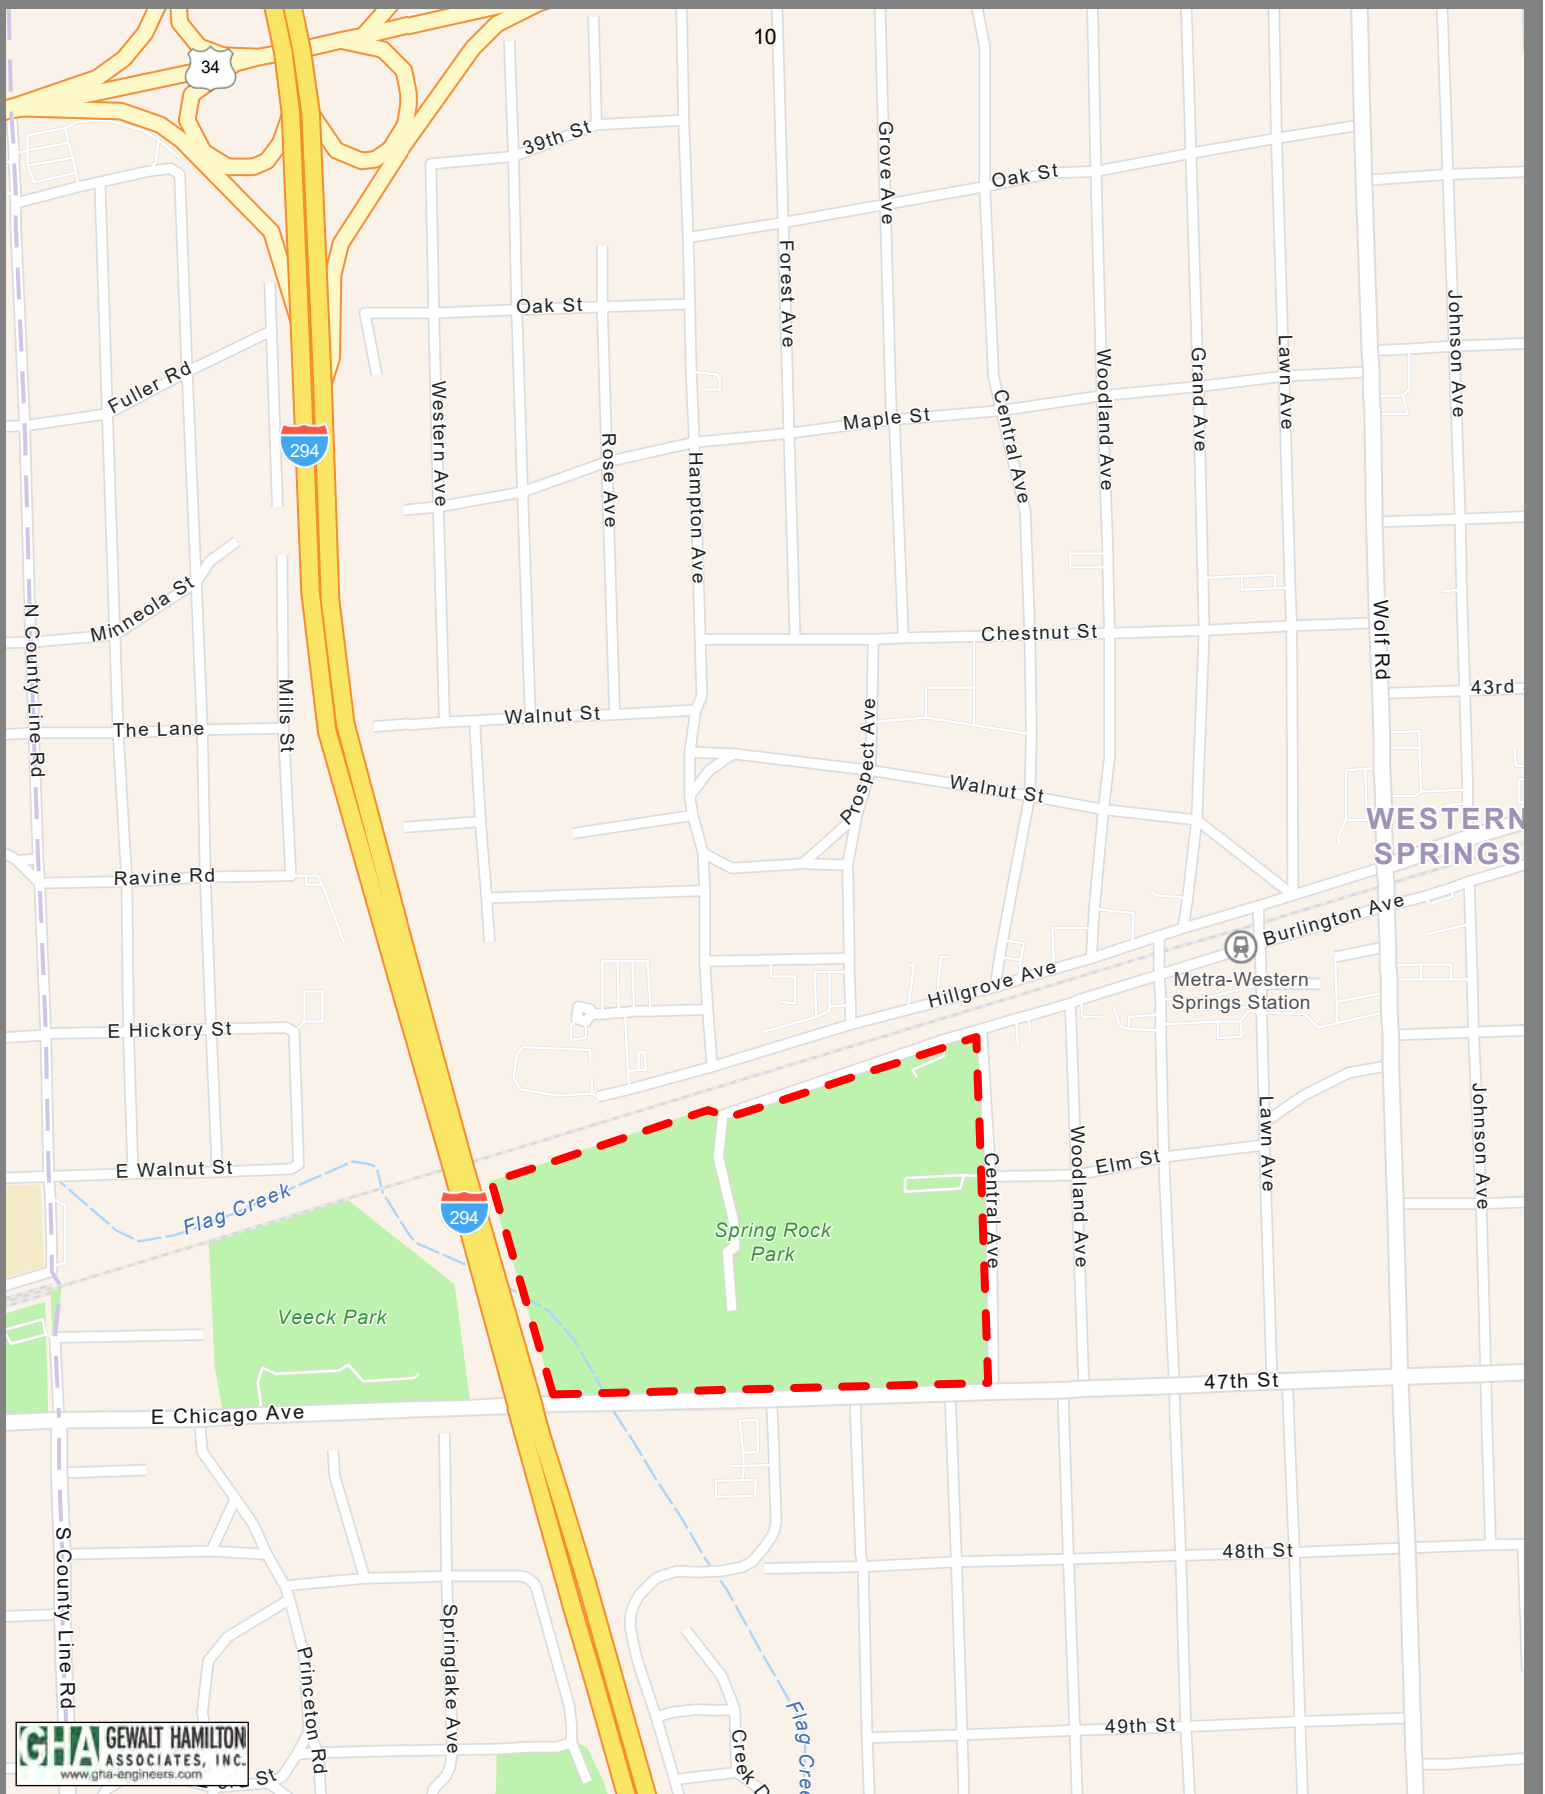 10
34
39th St
Grove Ave
Oak St
Forest Ave
Oak St
Johnson Ave
Lawn Ave
Grand Ave
Woodland Ave
Central Ave
Fuller Rd
Western Ave
Maple St
294
Rose Ave
Hampton Ave
Minneola St
N County Line Rd
Wolf Rd
Chestnut St
Mills St
43rd
Prospect Ave
The Lane
Walnut St
Walnut St
WESTERN
SPRINGS
Ravine Rd
Burlington Ave
Hillgrove Ave
Metra-Western
Springs Station
E Hickory St
Johnson Ave
Lawn Ave
Woodland Ave
Elm St
Central Ave
E Walnut St
Flag Creek
294
Spring Rock
Park
Veeck Park
47th St
E Chicago Ave
S County Line Rd
48th St
Springlake Ave
Princeton Rd
Flag Cree
49th St
Creek D
GHA GEWALT HAMILTON
ASSOCIATES, INC.
www.gha-engineers.com
St